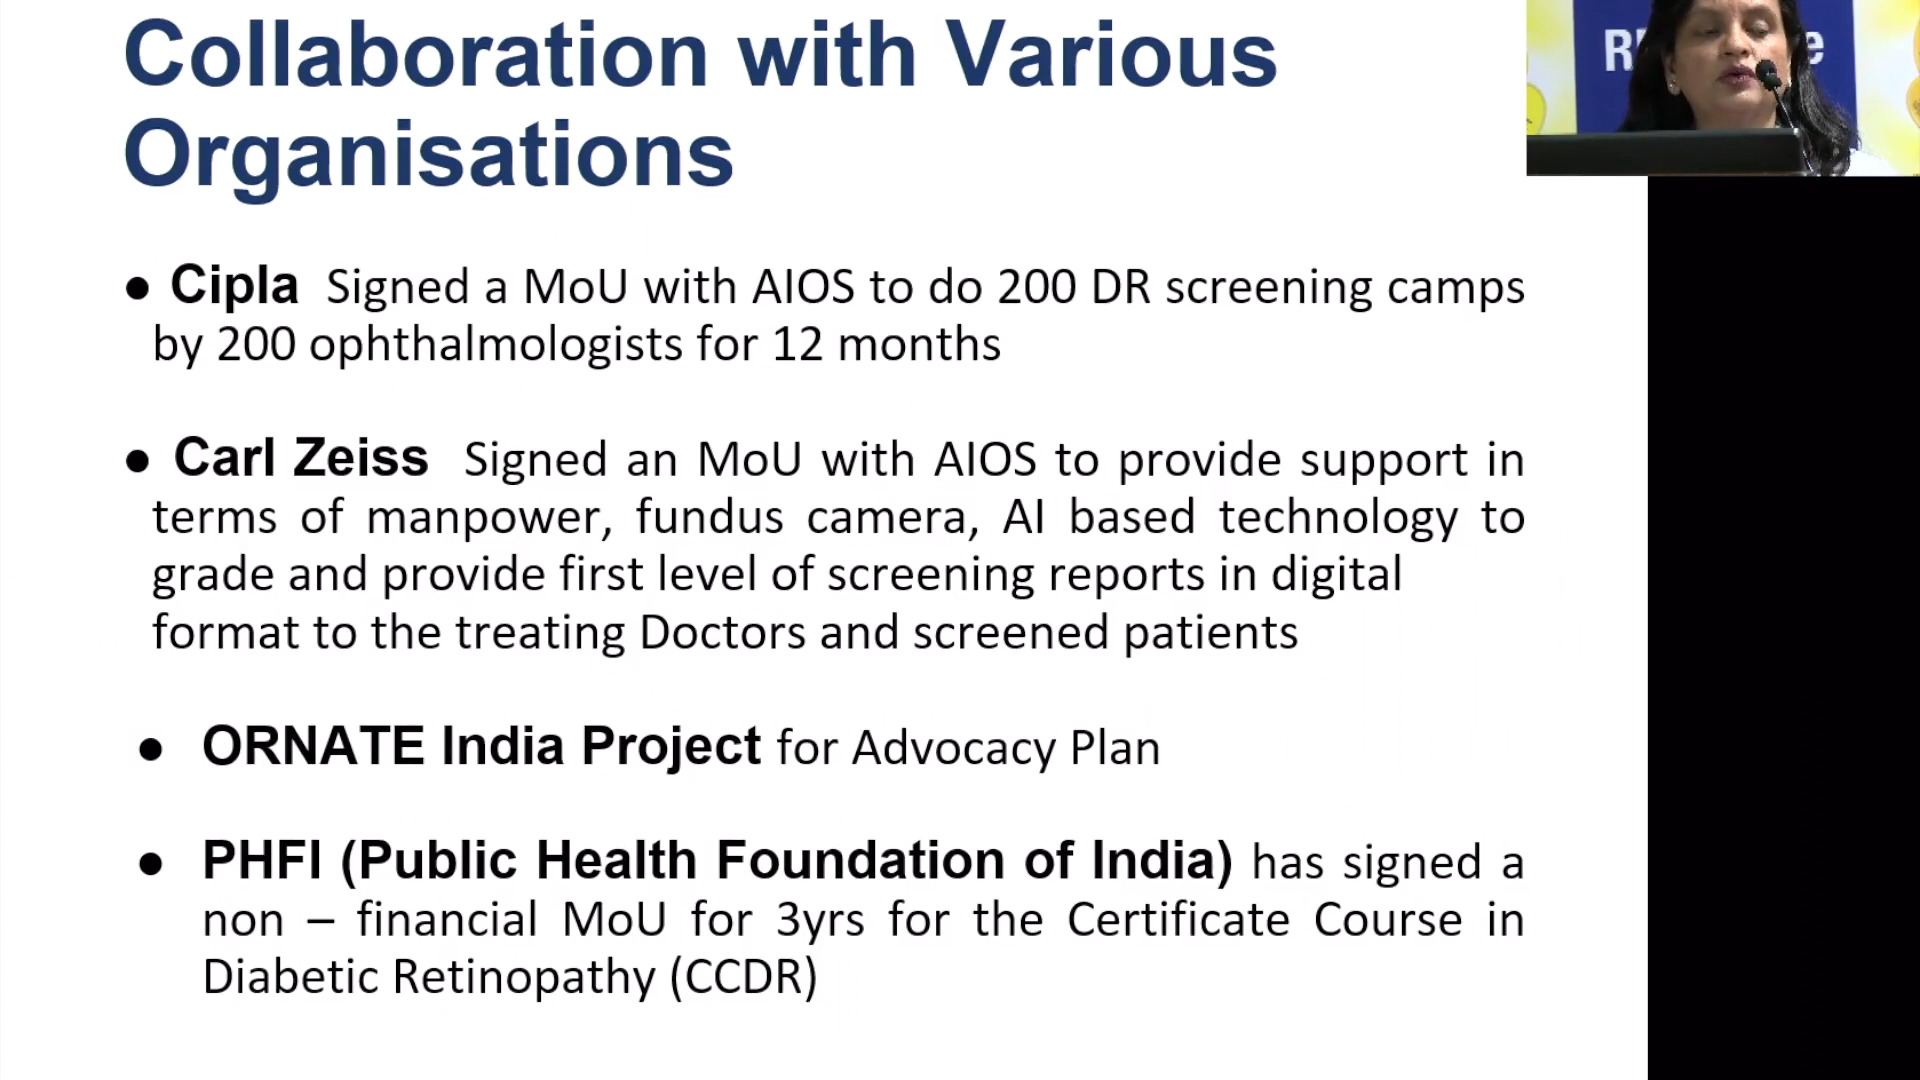 Collaboration with Various
Organisations
● Cipla Signed a MoU with AIOS to do 200 DR screening camps
by 200 ophthalmologists for 12 months
● Carl Zeiss Signed an MoU with AIOS to provide support in
terms of manpower, fundus camera, AI based technology to
grade and provide first level of screening reports in digital
format to the treating Doctors and screened patients
● ORNATE India Project for Advocacy Plan
● PHFI (Public Health Foundation of India) has signed a
non – financial MoU for 3yrs for the Certificate Course in
Diabetic Retinopathy (CCDR)